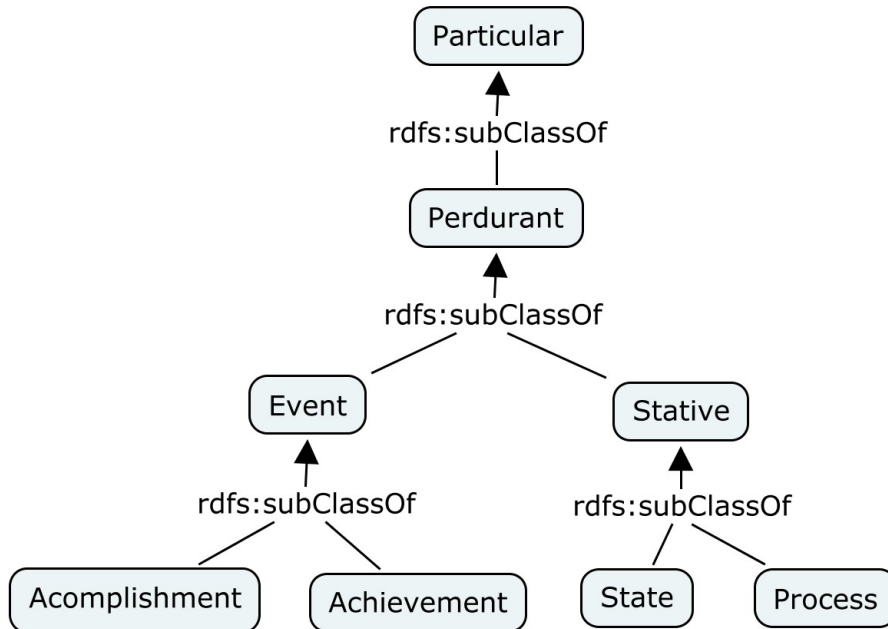 Particular
rdfs:subClassOf
Perdurant
rdfs:subClassOf
Event
Stative
rdfs:subClassOf
rdfs:subClassOf
Acomplishment
Achievement
State
Process